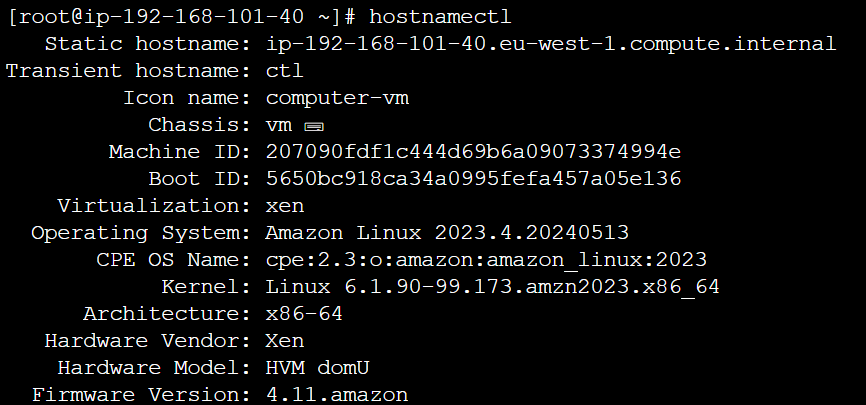 [root@ip-192-168-101-40 ~]# hostnamectl
Static hostname: ip-192-168-101-40.eu-west-1.compute.internal
Transient hostname: ctl
Icon name: computer-vm
Chassis: vm 🖴
Machine ID: 207090fdf1c444d69b6a09073374994e
Boot ID: 5650bc918ca34a0995fefa457a05e136
Virtualization: xen
Operating System: Amazon Linux 2023.4.20240513
CPE OS Name: cpe:2.3:o:amazon:amazon_linux:2023
Kernel: Linux 6.1.90-99.173.amzn2023.x86_64
Architecture: x86-64
Hardware Vendor: Xen
Hardware Model: HVM domU
Firmware Version: 4.11.amazon